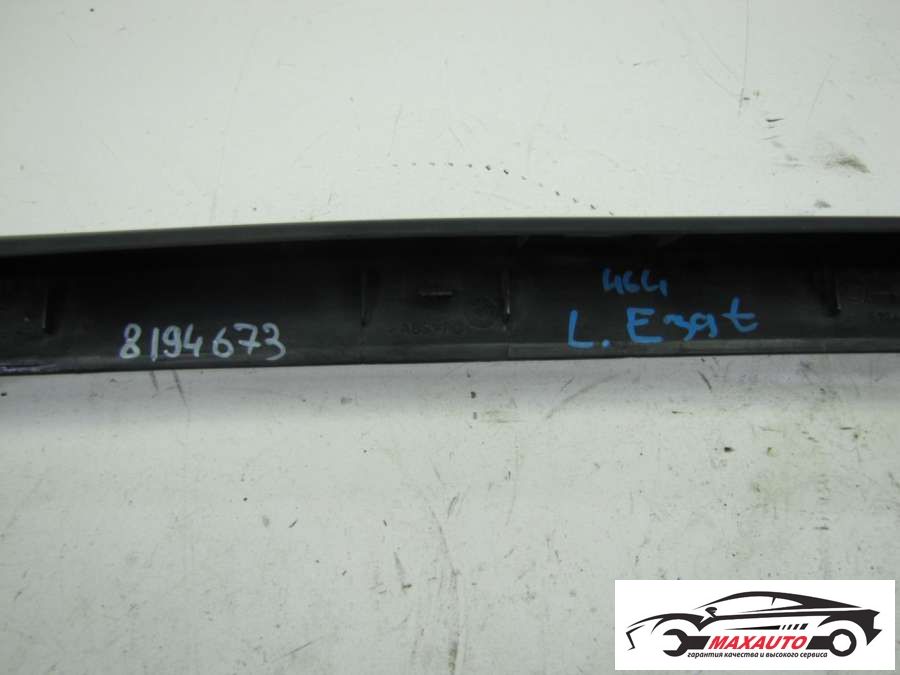 464
8194673
L. E39t
MAXAUTO
гарантия качества и высокого сервиса